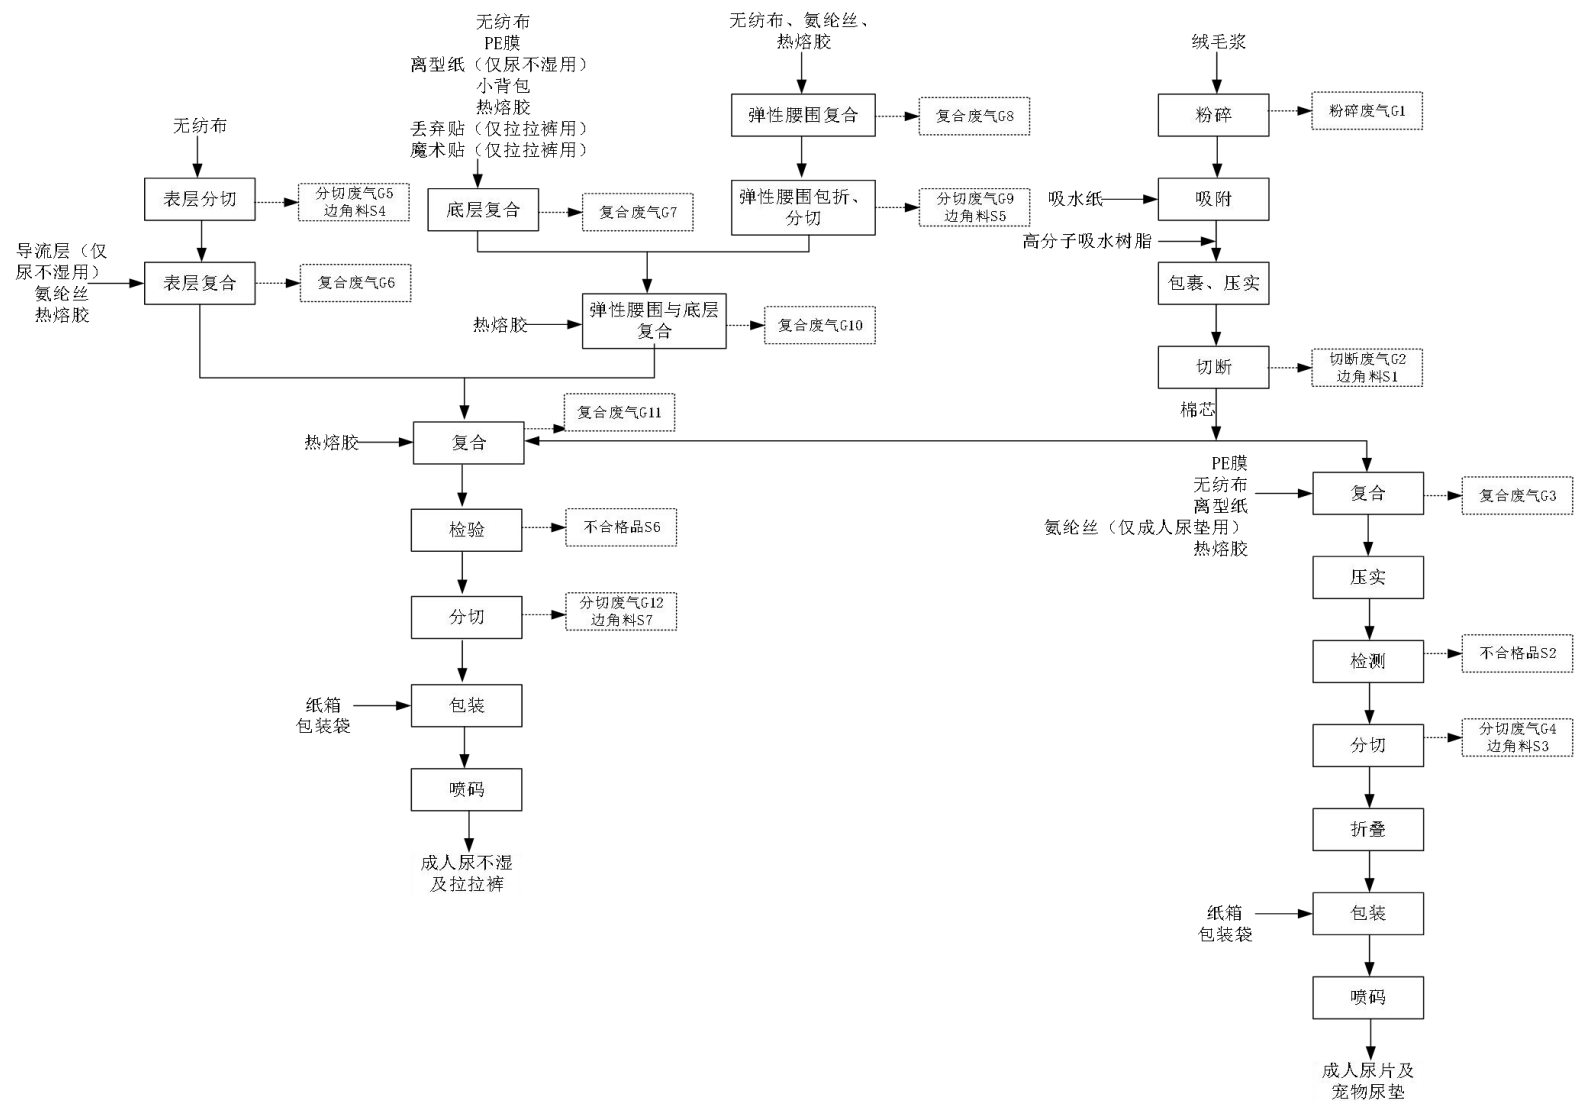 无纺布
PE膜
离型纸（仅尿不湿用）
小背包
热熔胶
丢弃贴（仅拉拉裤用）
魔术贴（仅拉拉裤用）
无纺布、氨纶丝、
热熔胶
绒毛浆
弹性腰围复合
复合废气G8
粉碎
粉碎废气G1
无纺布
表层分切
分切废气G5
边角料S4
底层复合
复合废气G7
弹性腰围包折、
分切
分切废气G9
边角料S5
吸水纸
吸附
高分子吸水树脂
导流层（仅
尿不湿用）
氨纶丝
热熔胶
表层复合
复合废气G6
包裹、压实
热熔胶
弹性腰围与底层
复合
复合废气G10
切断
切断废气G2
边角料S1
棉芯
复合废气G11
热熔胶
复合
PE膜
无纺布
离型纸
氨纶丝（仅成人尿垫用）
热熔胶
复合
复合废气G3
检验
不合格品S6
压实
分切
分切废气G12
边角料S7
检测
不合格品S2
纸箱
包装袋
包装
分切
分切废气G4
边角料S3
喷码
折叠
成人尿不湿
及拉拉裤
纸箱
包装袋
包装
喷码
成人尿片及
宠物尿垫